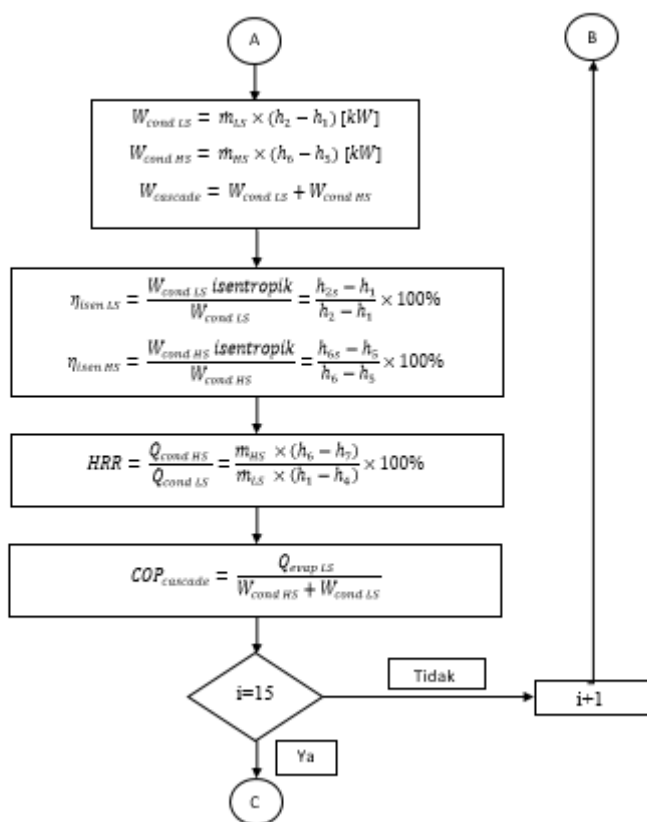 A
B
W_cond LS = ṁ_LS × (h_2 − h_1) [kW]
W_cond HS = ṁ_HS × (h_6 − h_5) [kW]
W_cascade = W_cond LS + W_cond HS
η_isen LS = W_cond LS isentropik / W_cond LS = (h_2s − h_1) / (h_2 − h_1) × 100%
η_isen HS = W_cond HS isentropik / W_cond HS = (h_6s − h_5) / (h_6 − h_5) × 100%
HRR = Q̇_cond HS / Q̇_cond LS = ṁ_HS × (h_6 − h_7) / ṁ_LS × (h_1 − h_4) × 100%
COP_cascade = Q_evap LS / (W_cond HS + W_cond LS)
i=15
Tidak
i+1
Ya
C